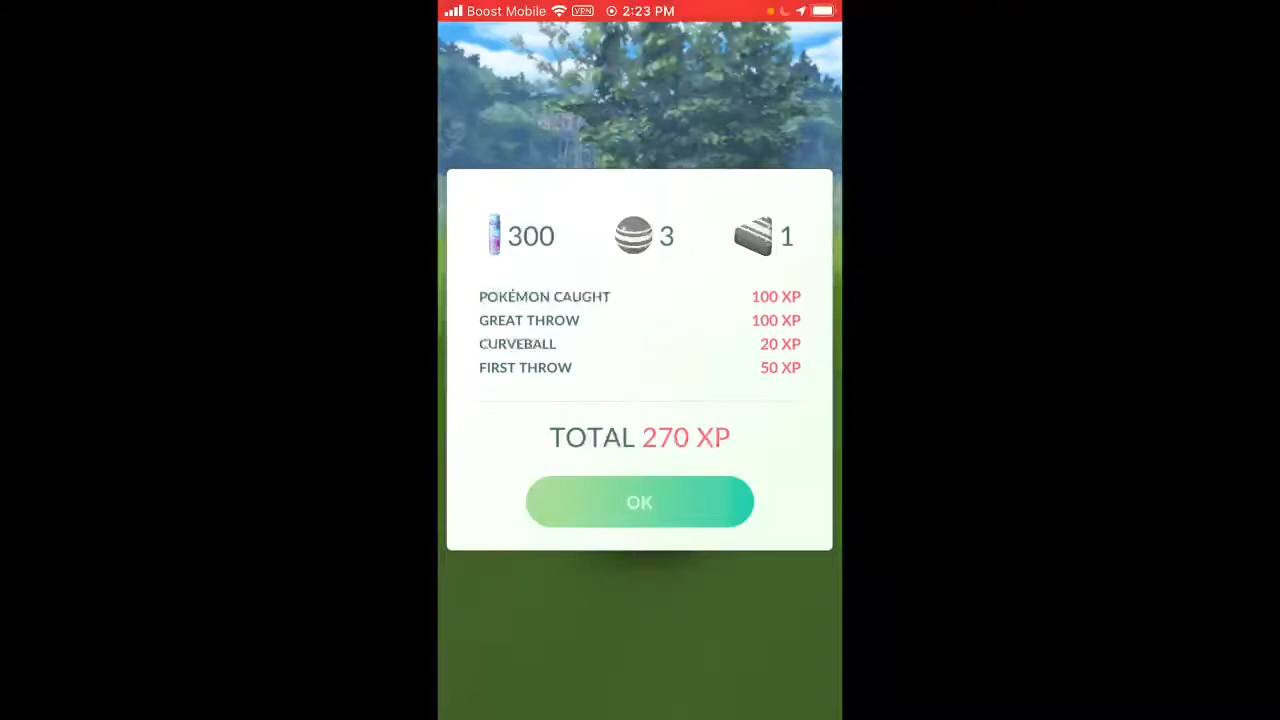 Boost Mobile VPN 2:23 PM
300 3 1
POKÉMON CAUGHT 100 XP
GREAT THROW 100 XP
CURVEBALL 20 XP
FIRST THROW 50 XP
TOTAL 270 XP
OK